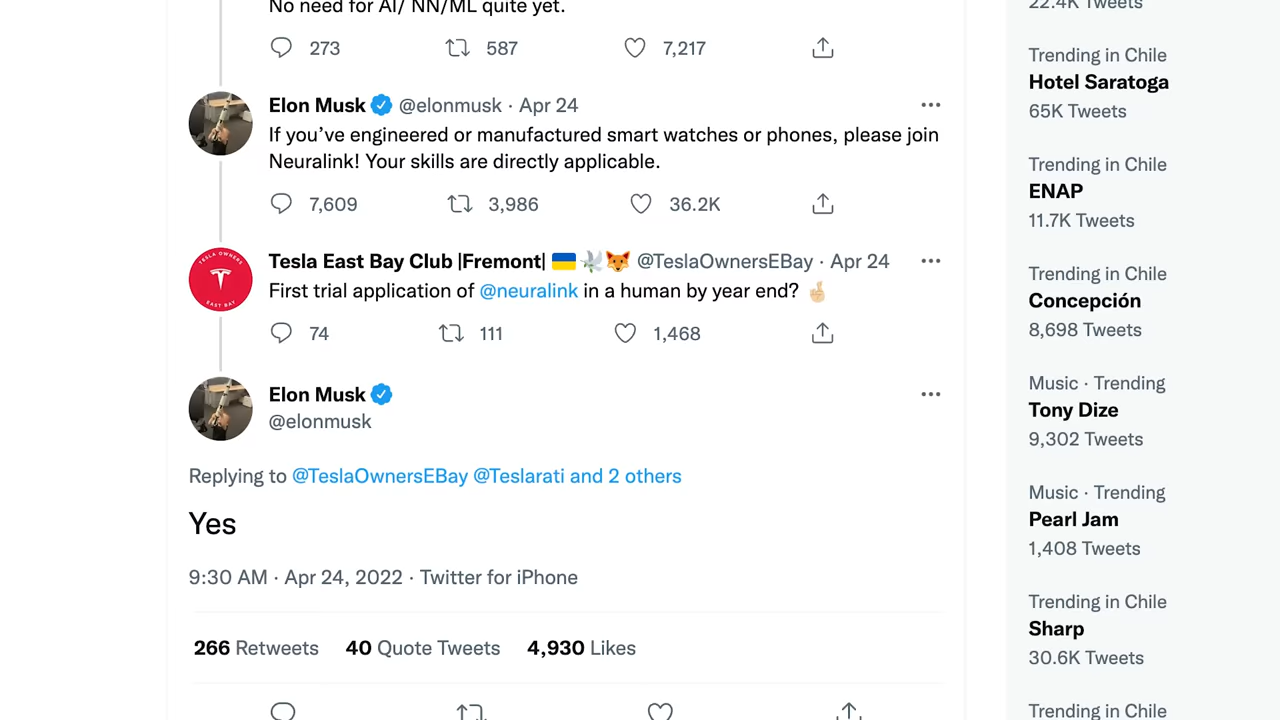 No need for AI/ NN/ML quite yet.
273 587 7,217
Elon Musk @elonmusk · Apr 24
If you’ve engineered or manufactured smart watches or phones, please join
Neuralink! Your skills are directly applicable.
7,609 3,986 36.2K
TESLA OWNERS
EAST BAY
Tesla East Bay Club |Fremont| 🇺🇦🕊️🦊 @TeslaOwnersEBay · Apr 24
First trial application of @neuralink in a human by year end? 🤞🏼
74 111 1,468
Elon Musk
@elonmusk
Replying to @TeslaOwnersEBay @Teslarati and 2 others
Yes
9:30 AM · Apr 24, 2022 · Twitter for iPhone
266 Retweets 40 Quote Tweets 4,930 Likes
22.4K Tweets
Trending in Chile
Hotel Saratoga
65K Tweets
Trending in Chile
ENAP
11.7K Tweets
Trending in Chile
Concepción
8,698 Tweets
Music · Trending
Tony Dize
9,302 Tweets
Music · Trending
Pearl Jam
1,408 Tweets
Trending in Chile
Sharp
30.6K Tweets
Trending in Chile